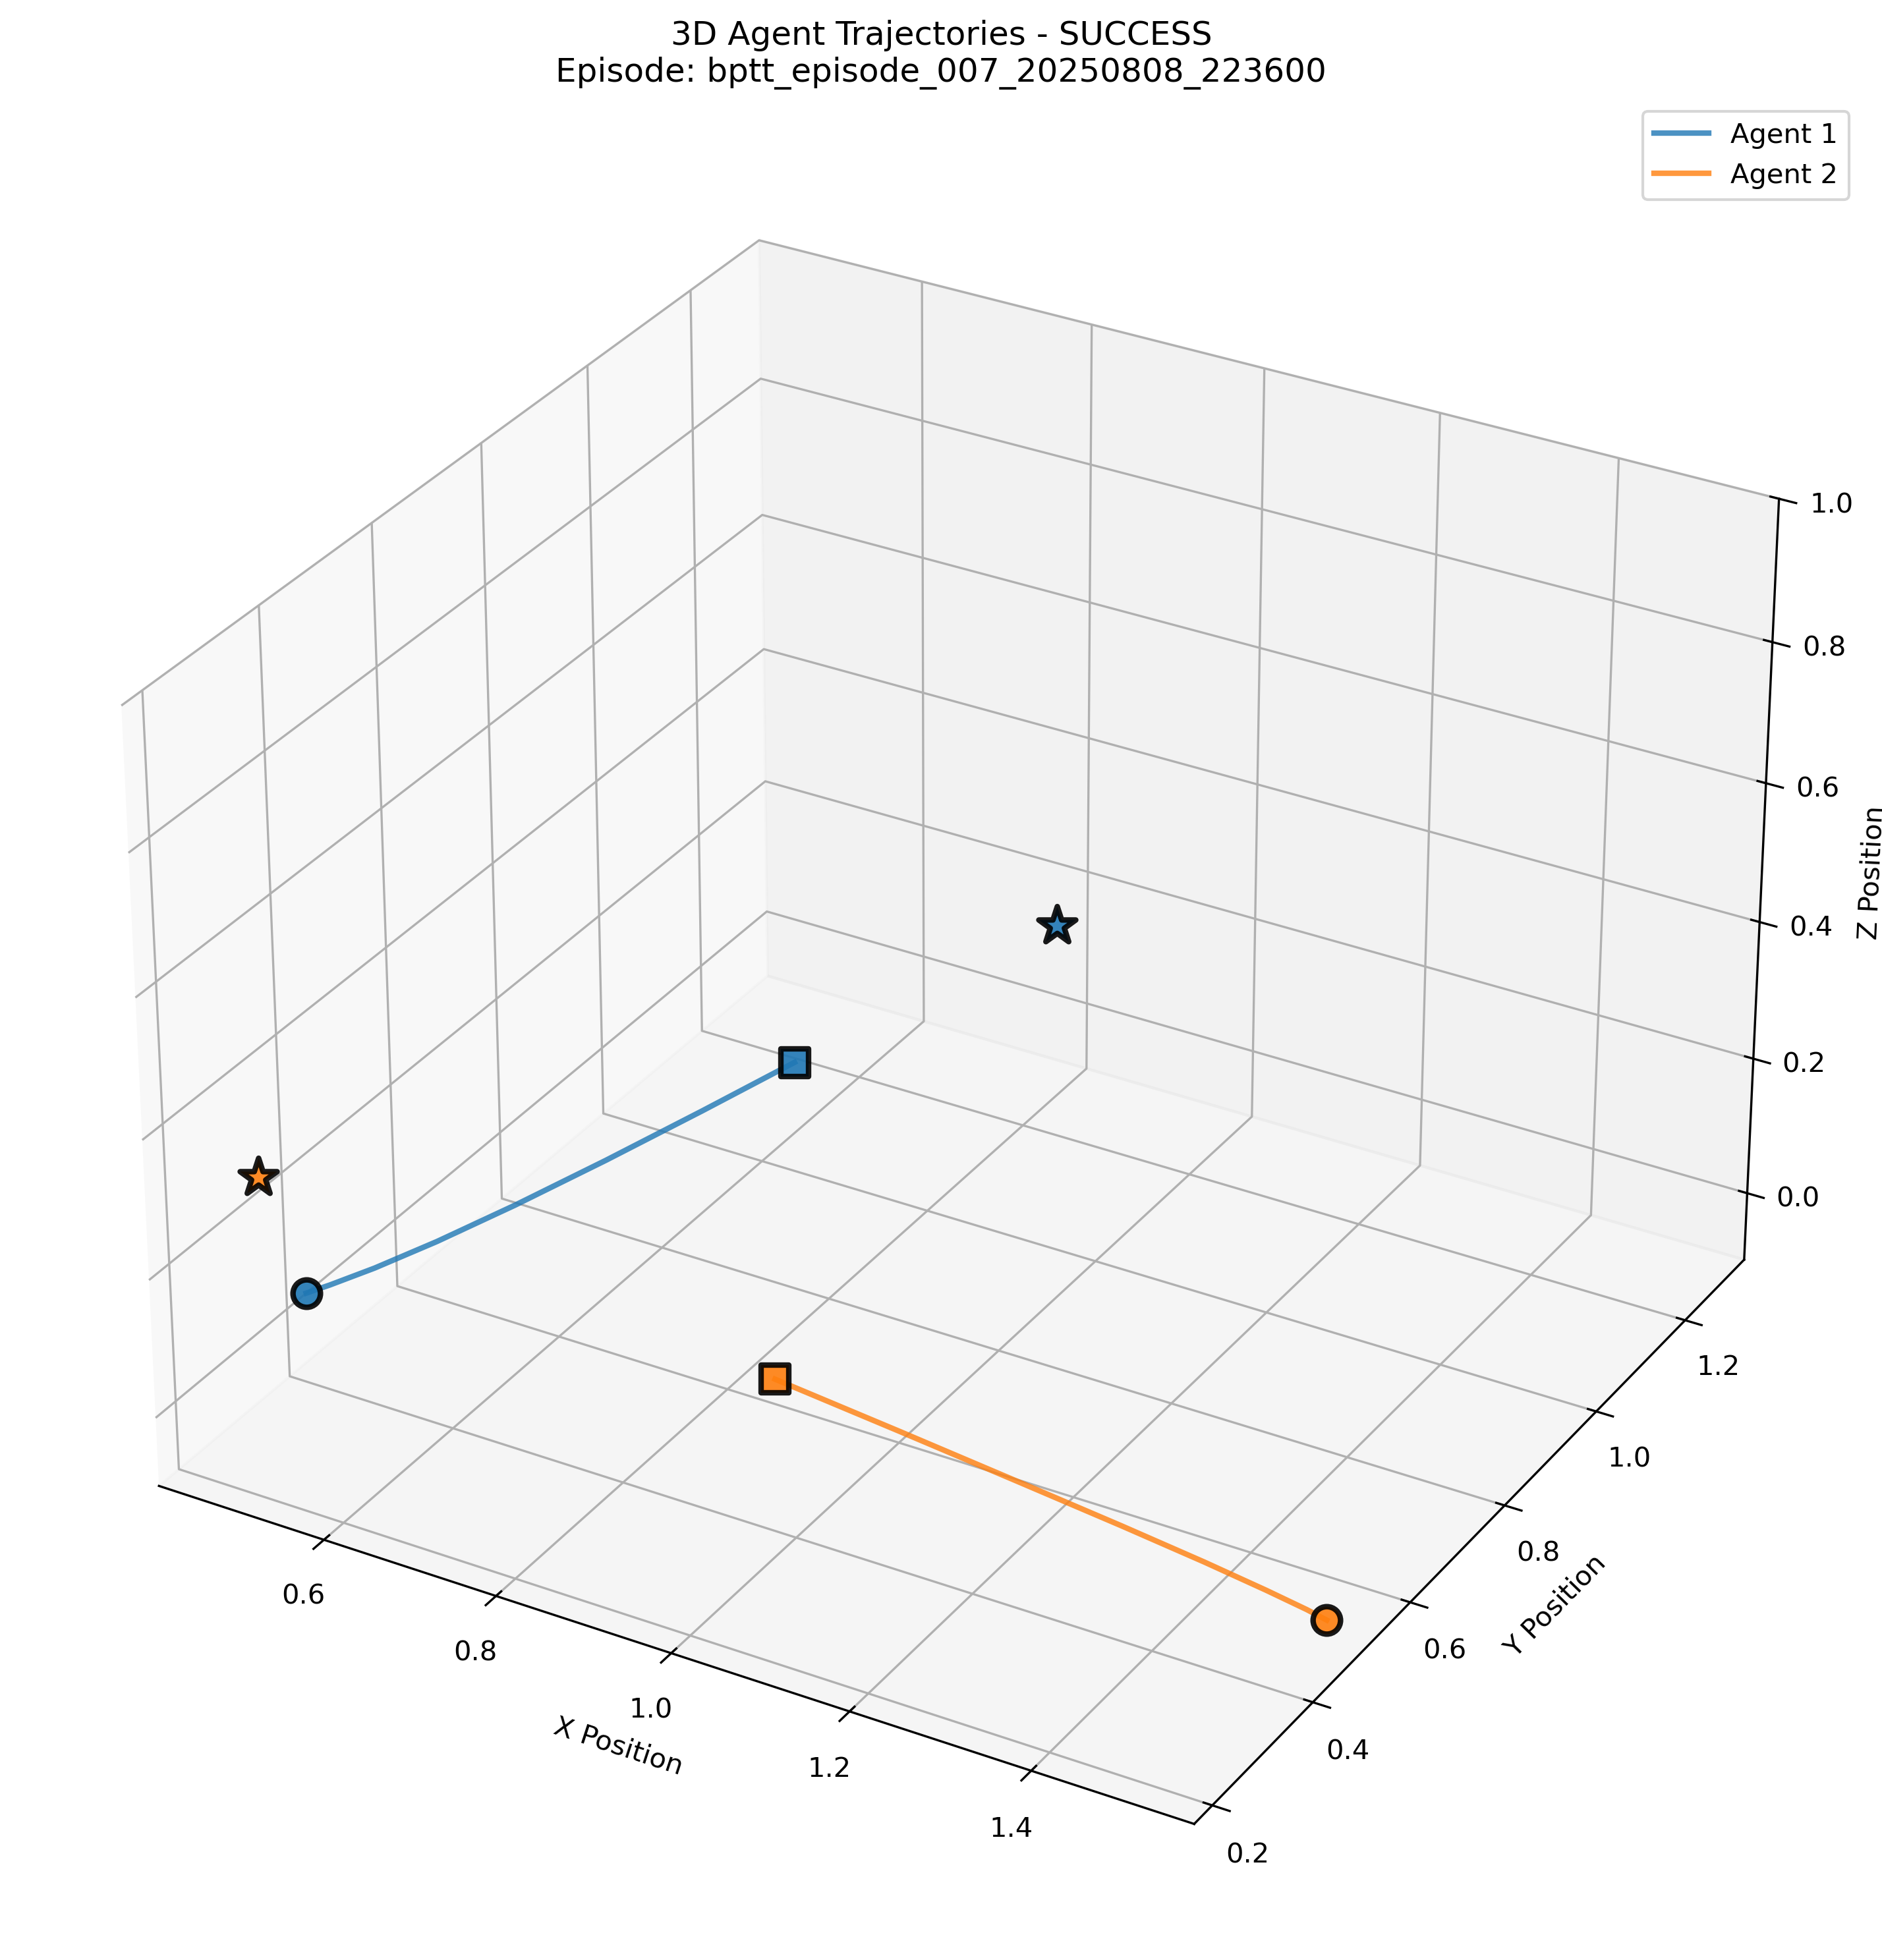 3D Agent Trajectories - SUCCESS
Episode: bptt_episode_007_20250808_223600
Agent 1
Agent 2
1.0
0.8
0.6
0.4
0.2
0.0
Z Position
1.2
1.0
0.8
0.6
0.4
0.2
Y Position
0.6
0.8
1.0
1.2
1.4
X Position